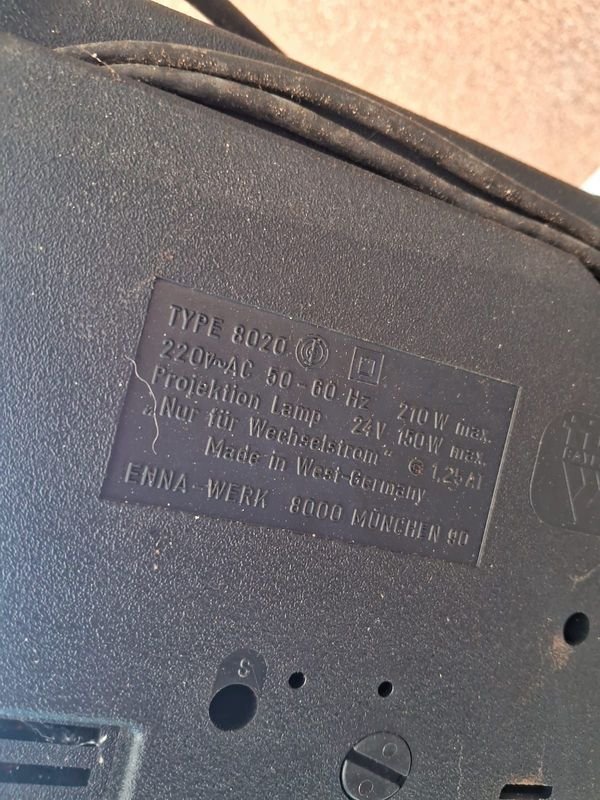 TYPE 8020
220V~AC 50-60 Hz 210 W max.
Projektion Lamp 24V 150W max.
„Nur für Wechselstrom“ G 1,25 AT
Made in West-Germany
ENNA-WERK 8000 MÜNCHEN 90
S